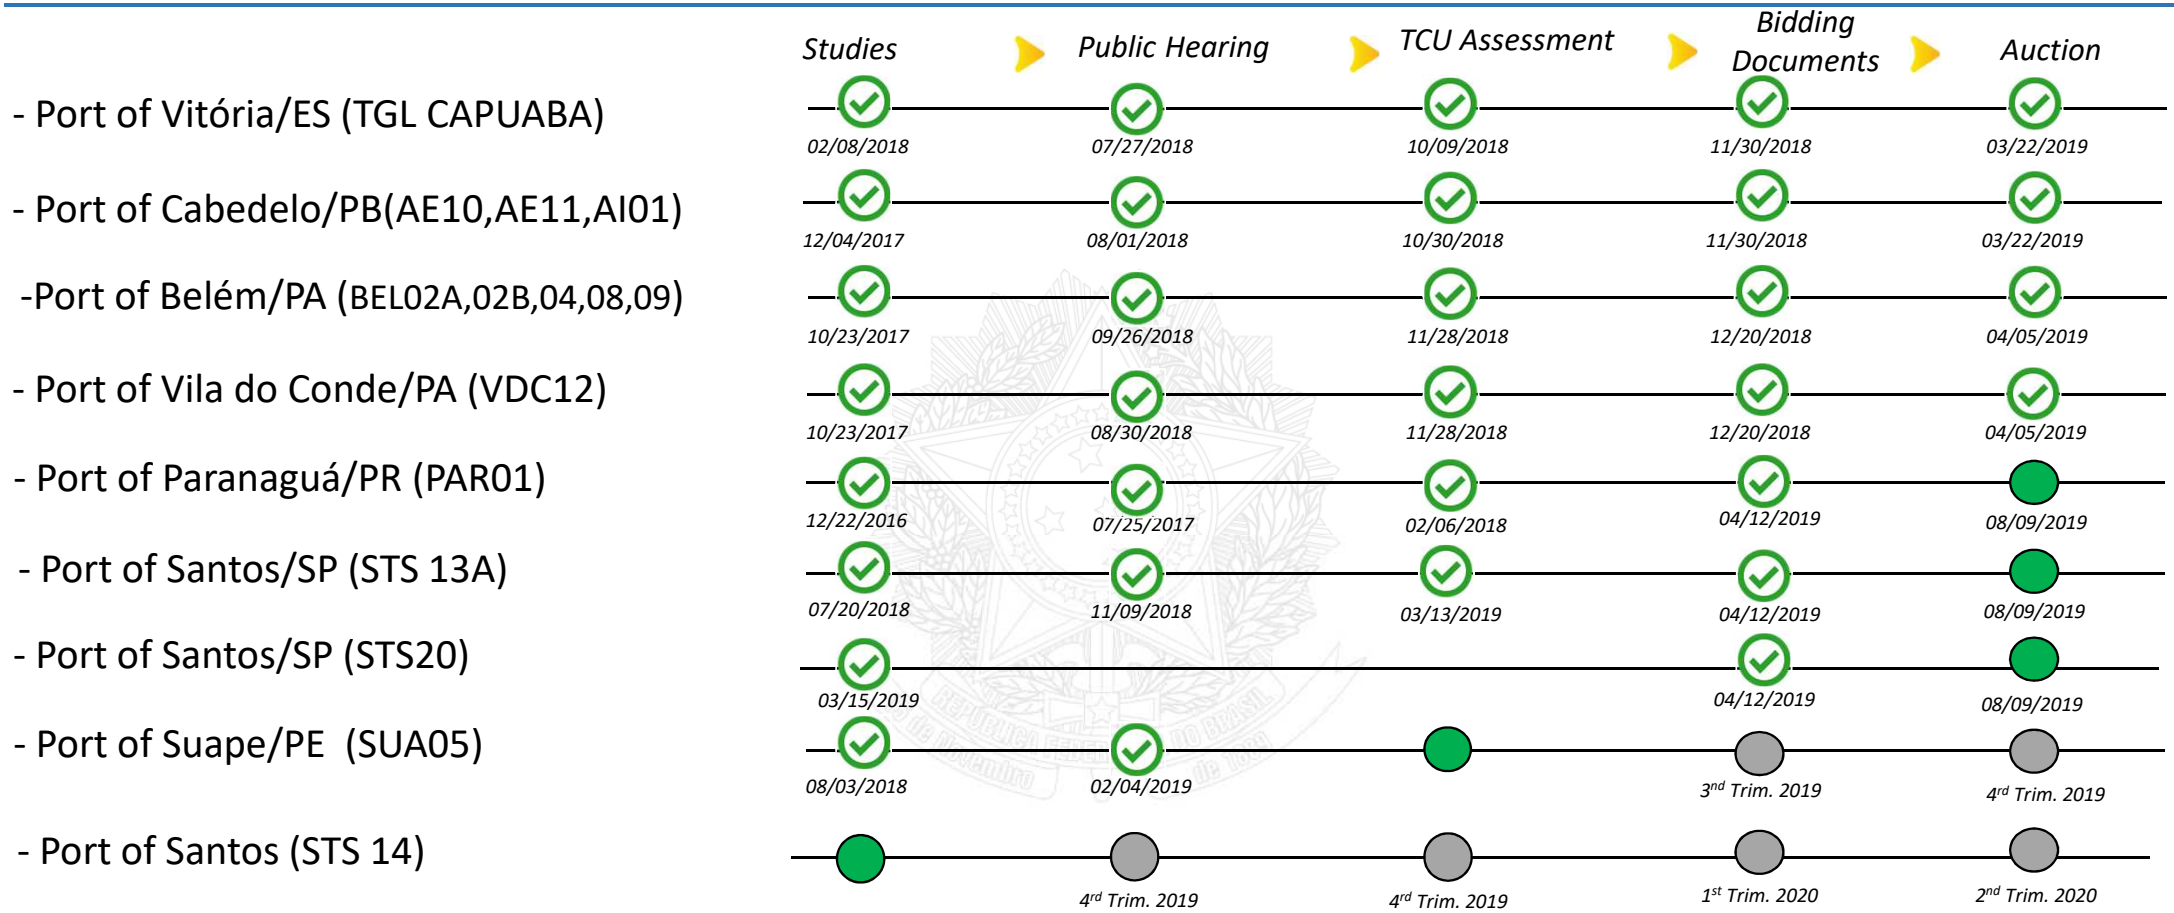 Studies
Public Hearing
TCU Assessment
Bidding
Documents
Auction
- Port of Vitória/ES (TGL CAPUABA)
02/08/2018
07/27/2018
10/09/2018
11/30/2018
03/22/2019
- Port of Cabedelo/PB(AE10,AE11,AI01)
12/04/2017
08/01/2018
10/30/2018
11/30/2018
03/22/2019
-Port of Belém/PA (BEL02A,02B,04,08,09)
10/23/2017
09/26/2018
11/28/2018
12/20/2018
04/05/2019
- Port of Vila do Conde/PA (VDC12)
10/23/2017
08/30/2018
11/28/2018
12/20/2018
04/05/2019
- Port of Paranaguá/PR (PAR01)
12/22/2016
07/25/2017
02/06/2018
04/12/2019
08/09/2019
- Port of Santos/SP (STS 13A)
07/20/2018
11/09/2018
03/13/2019
04/12/2019
08/09/2019
- Port of Santos/SP (STS20)
03/15/2019
04/12/2019
08/09/2019
- Port of Suape/PE (SUA05)
08/03/2018
02/04/2019
3nd Trim. 2019
4rd Trim. 2019
- Port of Santos (STS 14)
4rd Trim. 2019
4rd Trim. 2019
1st Trim. 2020
2nd Trim. 2020
REPÚBLICA FEDERATIVA DO BRASIL
de Novembro
de 1889